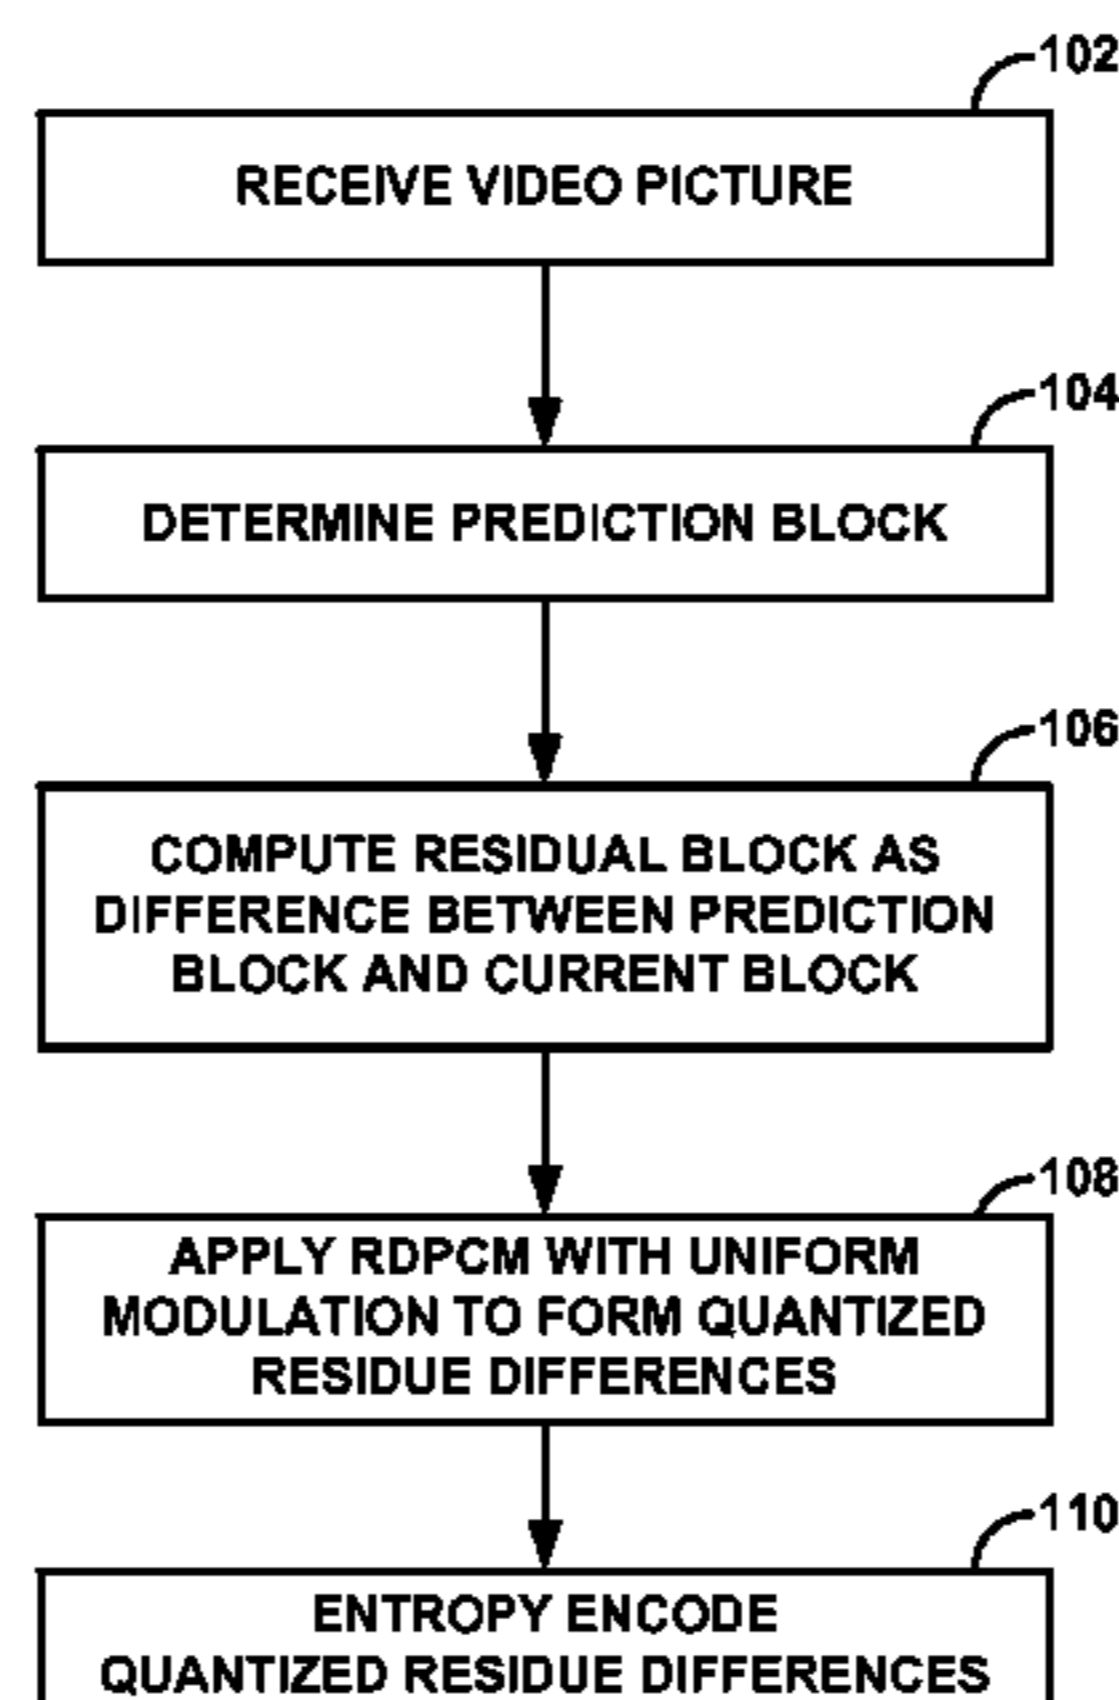 102
RECEIVE VIDEO PICTURE
104
DETERMINE PREDICTION BLOCK
106
COMPUTE RESIDUAL BLOCK AS
DIFFERENCE BETWEEN PREDICTION
BLOCK AND CURRENT BLOCK
108
APPLY RDPCM WITH UNIFORM
MODULATION TO FORM QUANTIZED
RESIDUE DIFFERENCES
110
ENTROPY ENCODE
QUANTIZED RESIDUE DIFFERENCES